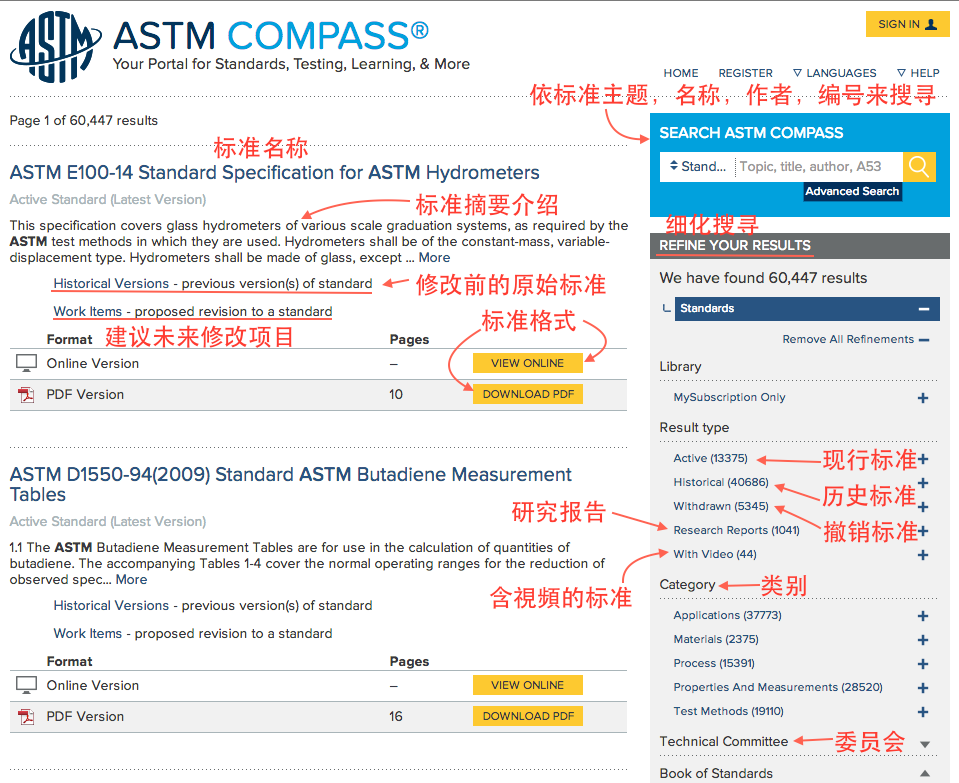 ASTM
ASTM COMPASS®
Your Portal for Standards, Testing, Learning, & More
SIGN IN
HOME REGISTER LANGUAGES HELP
依标准主题，名称，作者，编号来搜寻
Page 1 of 60,447 results
标准名称
ASTM E100-14 Standard Specification for ASTM Hydrometers
Active Standard (Latest Version)
标准摘要介绍
This specification covers glass hydrometers of various scale graduation systems, as required by the
ASTM test methods in which they are used. Hydrometers shall be of the constant-mass, variable-
displacement type. Hydrometers shall be made of glass, except ... More
Historical Versions - previous version(s) of standard
修改前的原始标准
Work Items - proposed revision to a standard
标准格式
建议未来修改项目
Format Pages
Online Version – VIEW ONLINE
PDF Version 10 DOWNLOAD PDF
ASTM D1550-94(2009) Standard ASTM Butadiene Measurement
Tables
Active Standard (Latest Version)
1.1 The ASTM Butadiene Measurement Tables are for use in the calculation of quantities of
butadiene. The accompanying Tables 1-4 cover the normal operating ranges for the reduction of
observed spec... More
Historical Versions - previous version(s) of standard
Work Items - proposed revision to a standard
Format Pages
Online Version – VIEW ONLINE
PDF Version 16 DOWNLOAD PDF
SEARCH ASTM COMPASS
Stand... Topic, title, author, A53
Advanced Search
细化搜寻
REFINE YOUR RESULTS
We have found 60,447 results
Standards
Remove All Refinements
Library
MySubscription Only
Result type
Active (13375) 现行标准
Historical (40686) 历史标准
Withdrawn (5345) 撤销标准
研究报告 Research Reports (1041)
With Video (44)
含視頻的标准
Category 类别
Applications (37773)
Materials (2375)
Process (15391)
Properties And Measurements (28520)
Test Methods (19110)
Technical Committee 委员会
Book of Standards